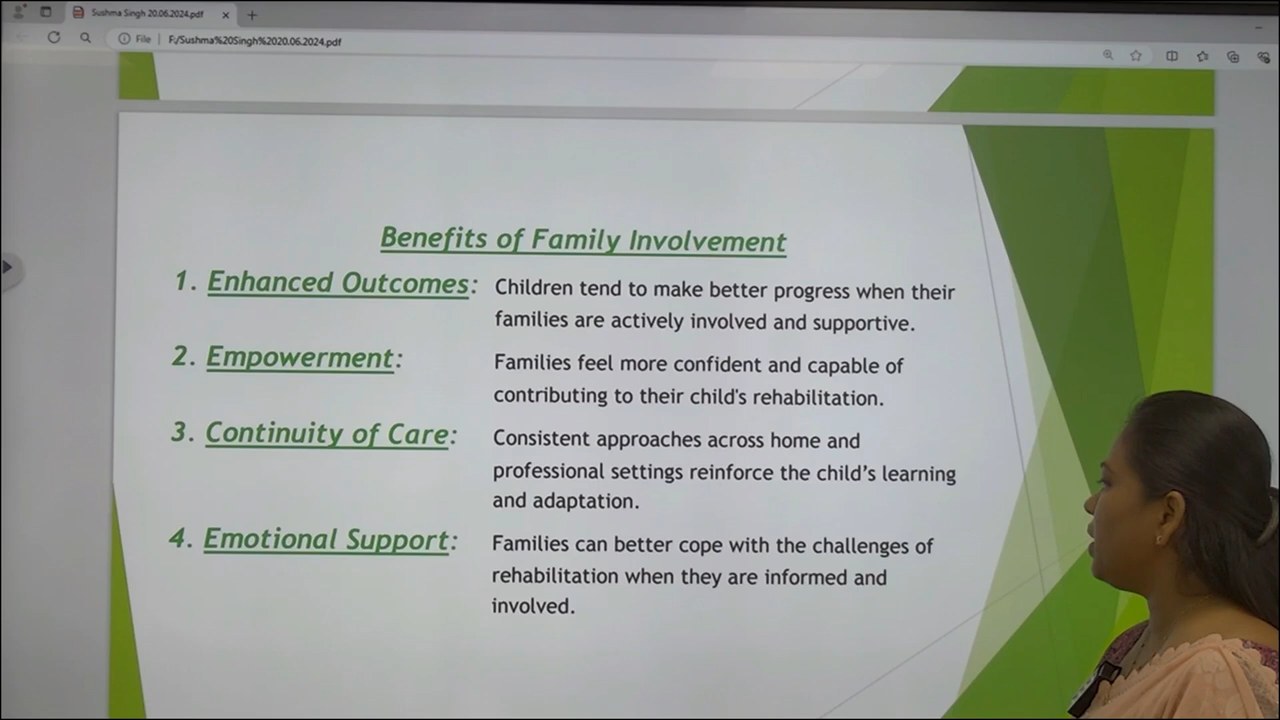 Sushma Singh 20.06.2024.pdf
File F:/Sushma%20Singh%2020.06.2024.pdf
Benefits of Family Involvement
1. Enhanced Outcomes: Children tend to make better progress when their
families are actively involved and supportive.
2. Empowerment: Families feel more confident and capable of
contributing to their child's rehabilitation.
3. Continuity of Care: Consistent approaches across home and
professional settings reinforce the child’s learning
and adaptation.
4. Emotional Support: Families can better cope with the challenges of
rehabilitation when they are informed and
involved.